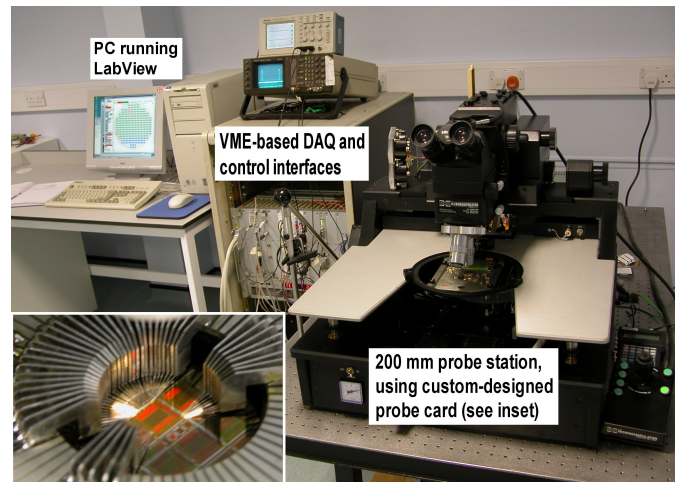 PC running
LabView
VME-based DAQ and
control interfaces
200 mm probe station,
using custom-designed
probe card (see inset)